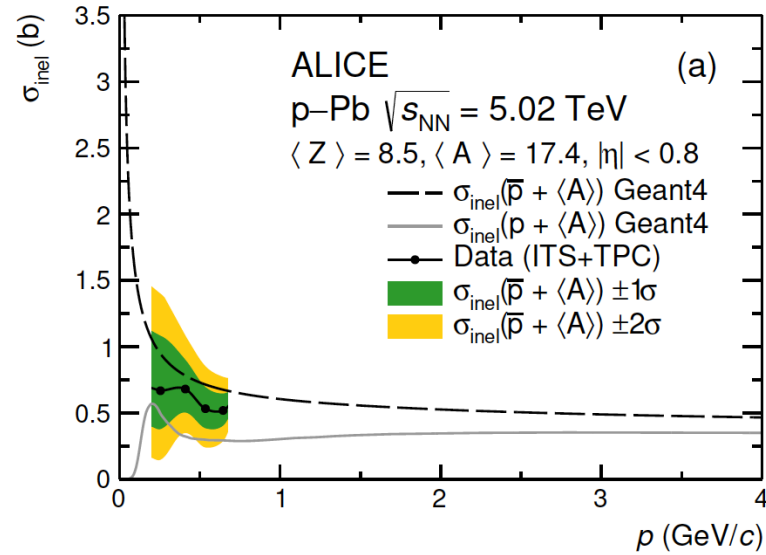 σinel (b)
3.5
3
2.5
2
1.5
1
0.5
0
ALICE
(a)
p–Pb √sNN = 5.02 TeV
⟨ Z ⟩ = 8.5, ⟨ A ⟩ = 17.4, |η| < 0.8
σinel(p̅ + ⟨A⟩) Geant4
σinel(p + ⟨A⟩) Geant4
Data (ITS+TPC)
σinel(p̅ + ⟨A⟩) ±1σ
σinel(p̅ + ⟨A⟩) ±2σ
0 1 2 3 4
p (GeV/c)